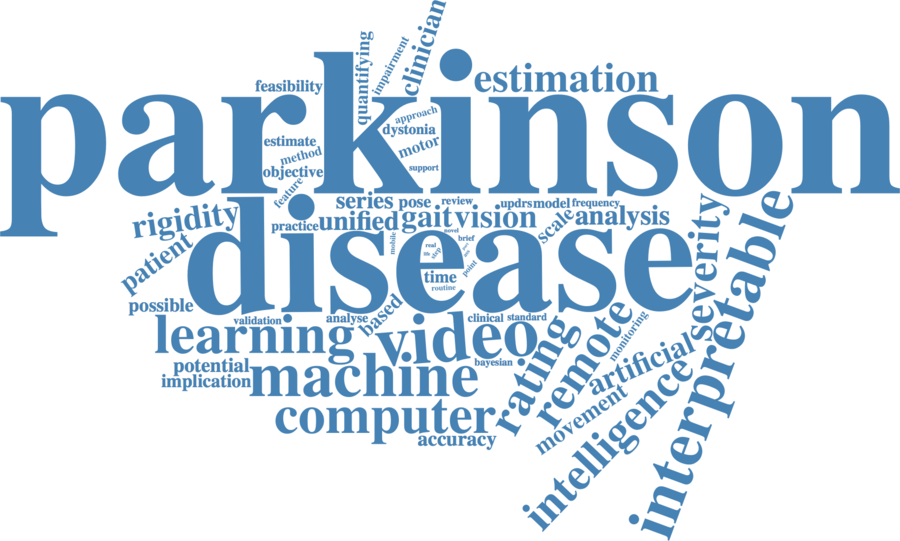 parkinson
disease
clinician
quantifying
impairment
estimation
feasibility
approach
dystonia
motor
support
estimate
method
objective
feature
series
pose
review
updrs
model
frequency
rigidity
practice
unified
gait
vision
scale
analysis
severity
interpretable
patient
mobile
novel
brief
real
step
point
time
routine
possible
validation
analyse
based
clinical
standard
learning
video
rating
remote
monitoring
potential
implication
machine
bayesian
artificial
movement
intelligence
computer
accuracy